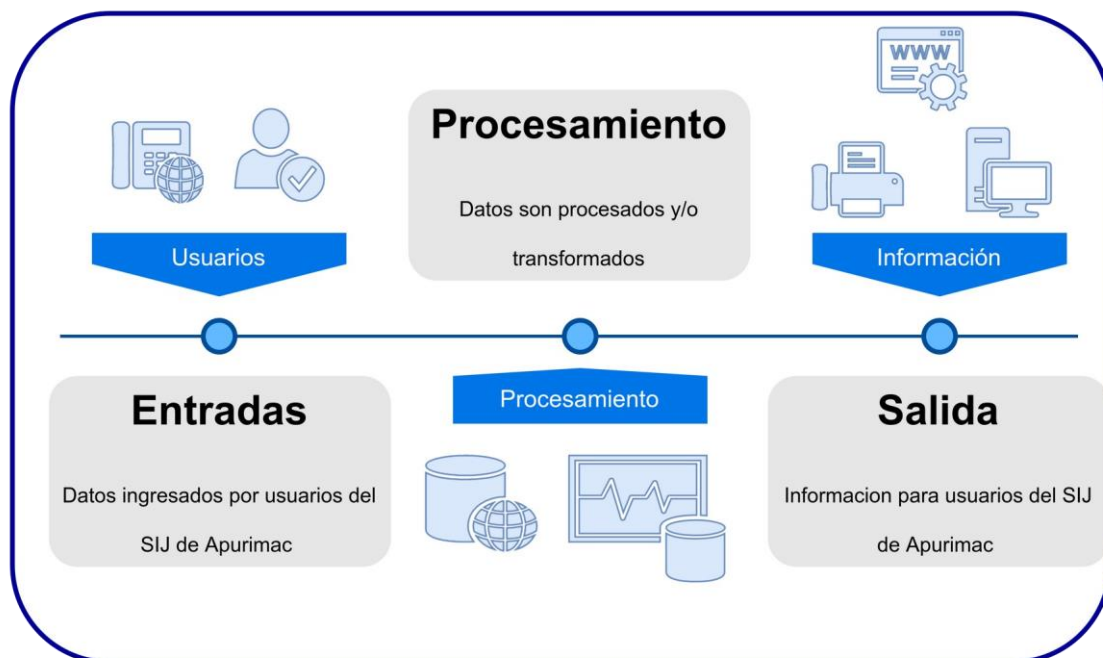 WWW
Procesamiento
Datos son procesados y/o
transformados
Usuarios
Información
Entradas
Datos ingresados por usuarios del
SIJ de Apurimac
Procesamiento
Salida
Informacion para usuarios del SIJ
de Apurimac